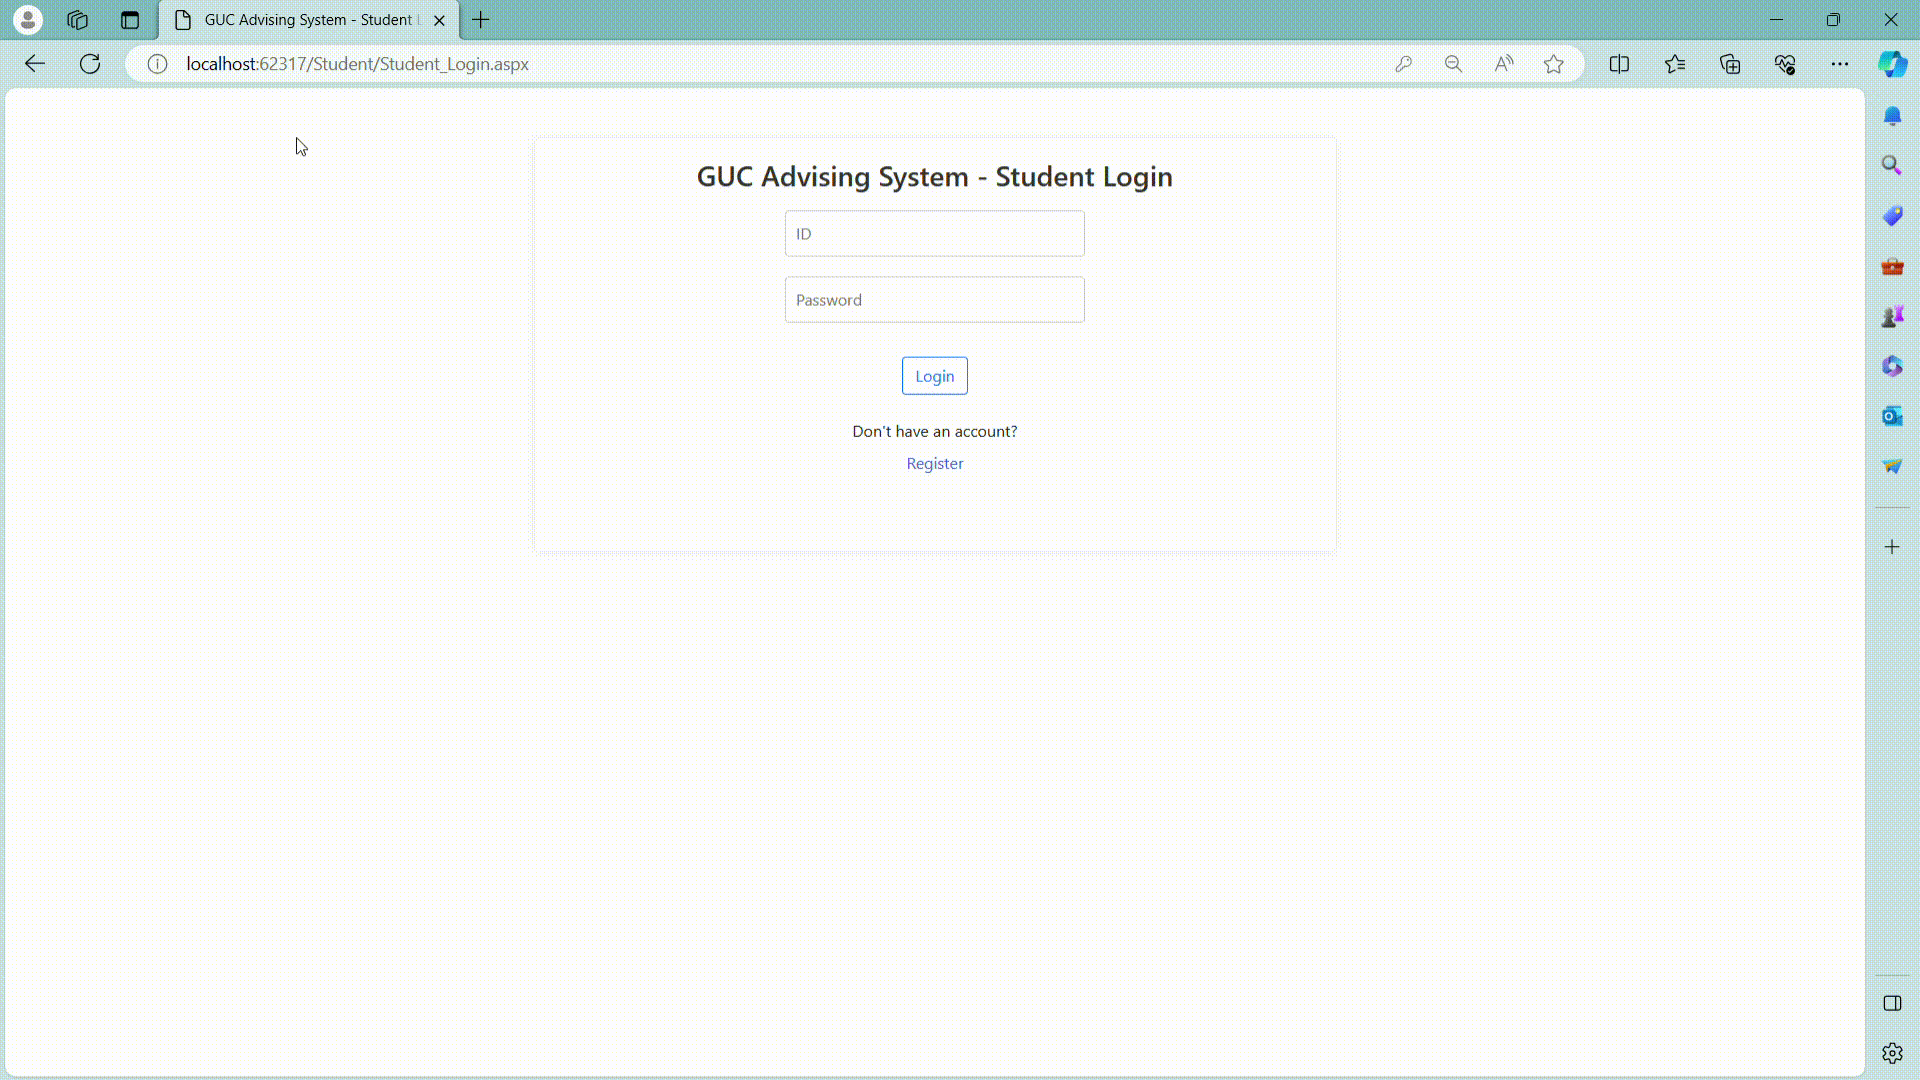 GUC Advising System - Student L
localhost:62317/Student/Student_Login.aspx
GUC Advising System - Student Login
ID
Password
Login
Don't have an account?
Register